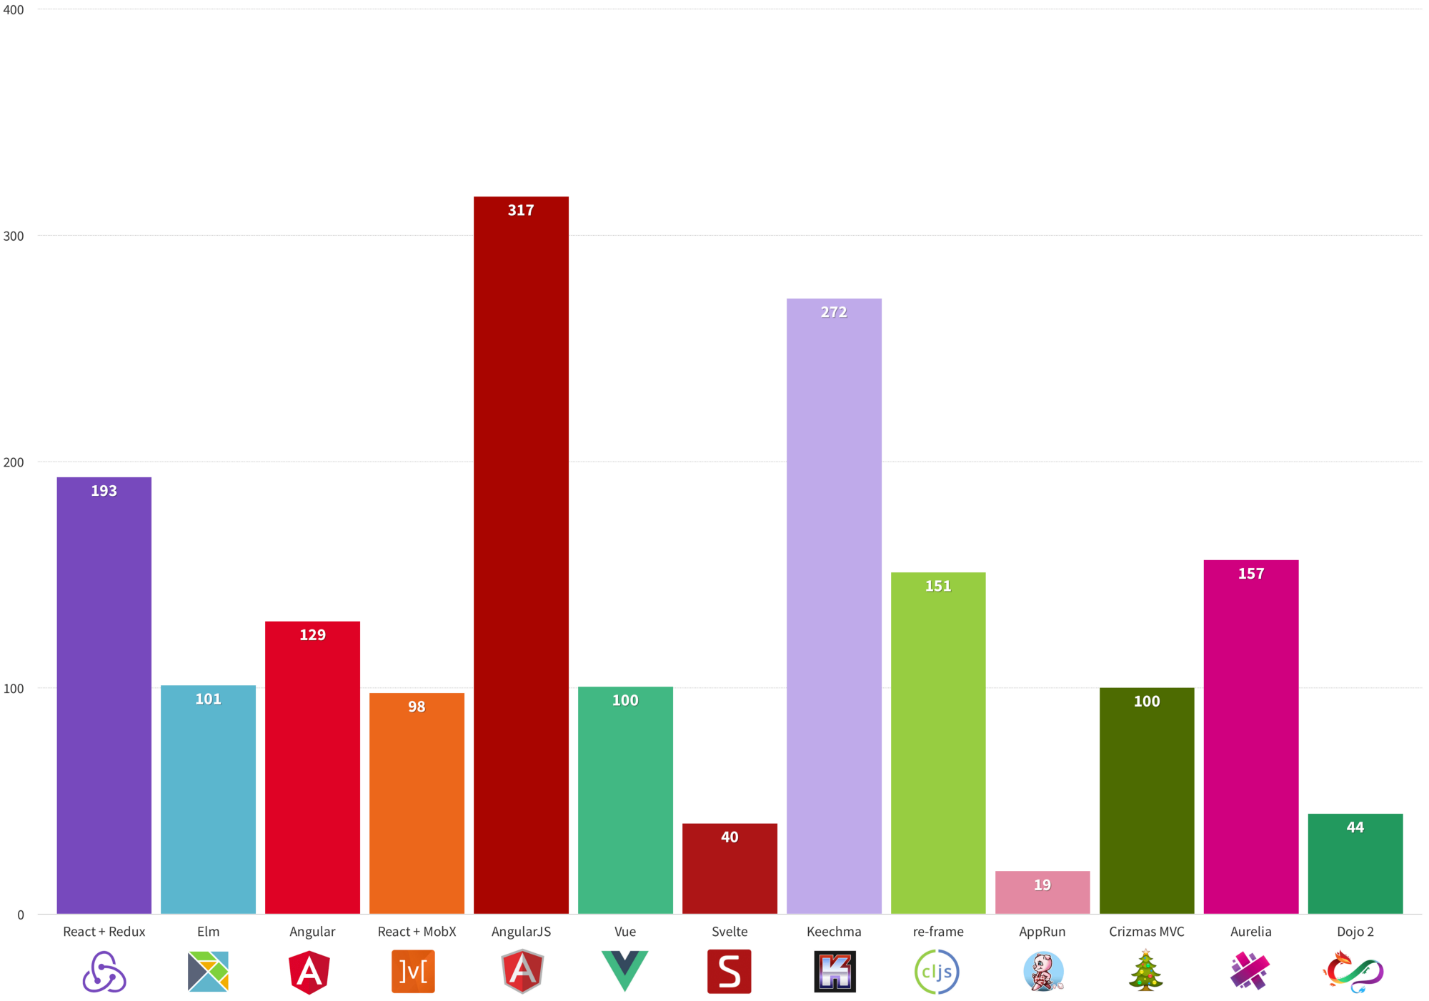 400
300
200
100
0
193
101
129
98
317
100
40
272
151
19
100
157
44
React + Redux
Elm
Angular
React + MobX
AngularJS
Vue
Svelte
Keechma
re-frame
AppRun
Crizmas MVC
Aurelia
Dojo 2
A
]v[
A
S
K
cljs